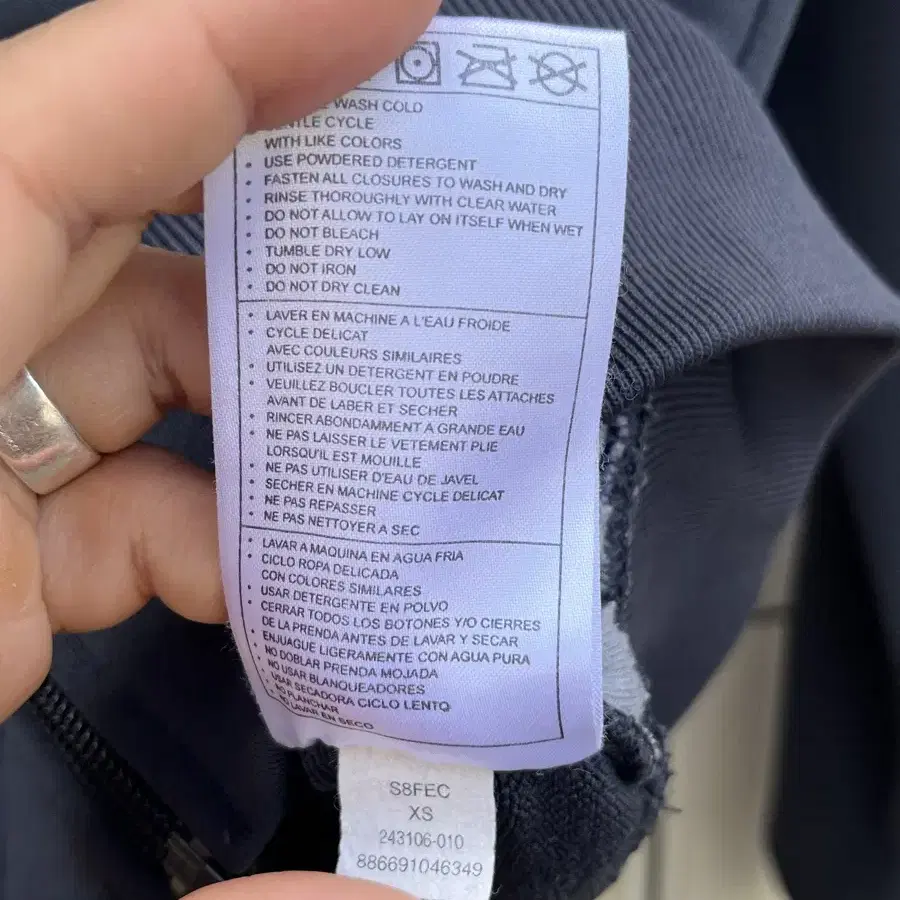 WASH COLD
CYCLE
WITH LIKE COLORS
• USE POWDERED DETERGENT
• FASTEN ALL CLOSURES TO WASH AND DRY
• RINSE THOROUGHLY WITH CLEAR WATER
• DO NOT ALLOW TO LAY ON ITSELF WHEN WET
• DO NOT BLEACH
• TUMBLE DRY LOW
• DO NOT IRON
• DO NOT DRY CLEAN
• LAVER EN MACHINE A L'EAU FROIDE
• CYCLE DELICAT
AVEC COULEURS SIMILAIRES
• UTILISEZ UN DETERGENT EN POUDRE
• VEUILLEZ BOUCLER TOUTES LES ATTACHES
AVANT DE LABER ET SECHER
• RINCER ABONDAMMENT A GRANDE EAU
• NE PAS LAISSER LE VETEMENT PLIE
LORSQU'IL EST MOUILLE
• NE PAS UTILISER D'EAU DE JAVEL
• SECHER EN MACHINE CYCLE DELICAT
• NE PAS REPASSER
• NE PAS NETTOYER A SEC
• LAVAR A MAQUINA EN AGUA FRIA
• CICLO ROPA DELICADA
CON COLORES SIMILARES
• USAR DETERGENTE EN POLVO
• CERRAR TODOS LOS BOTONES Y/O CIERRES
DE LA PRENDA ANTES DE LAVAR Y SECAR
• ENJUAGUE LIGERAMENTE CON AGUA PURA
• NO DOBLAR PRENDA MOJADA
• NO USAR BLANQUEADORES
• USAR SECADORA CICLO LENTO
• NO PLANCHAR
• NO LAVAR EN SECO
S8FEC
XS
243106-010
886691046349